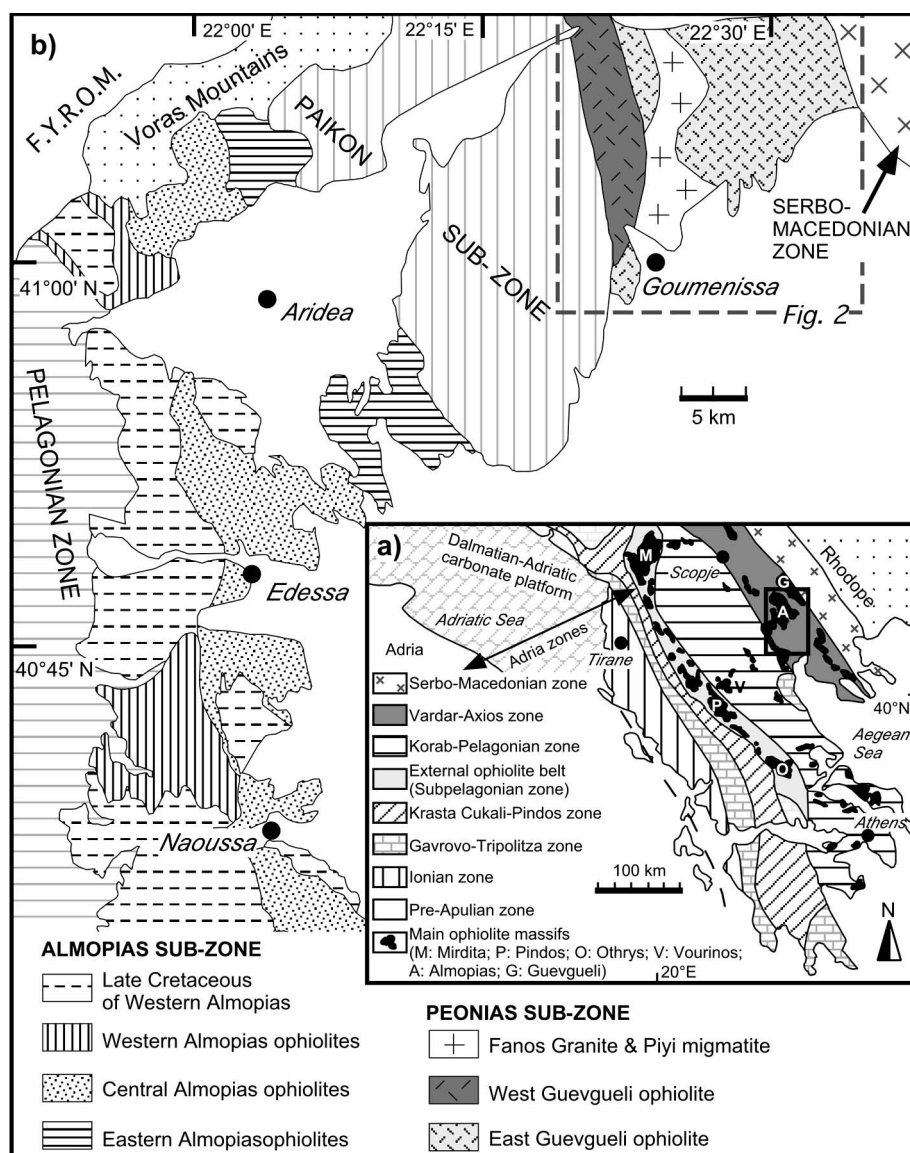 b)
22°00' E
22°15' E
22°30' E
F.Y.R.O.M.
Voras Mountains
PAIKON
SUB- ZONE
SERBO-
MACEDONIAN
ZONE
41°00' N
Aridea
Goumenissa
Fig. 2
5 km
PELAGONIAN ZONE
Edessa
40°45' N
Naoussa
a)
Dalmatian-Adriatic
carbonate platform
Adriatic Sea
Adria zones
Adria
M
Scopje
Rhodope
G
A
Tirane
V
P
O
40°N
Aegean
Sea
Athens
Serbo-Macedonian zone
Vardar-Axios zone
Korab-Pelagonian zone
External ophiolite belt
(Subpelagonian zone)
Krasta Cukali-Pindos zone
Gavrovo-Tripolitza zone
Ionian zone
100 km
Pre-Apulian zone
Main ophiolite massifs
(M: Mirdita; P: Pindos; O: Othrys; V: Vourinos;
A: Almopias; G: Guevgueli)
20°E
N
ALMOPIAS SUB-ZONE
Late Cretaceous
of Western Almopias
Western Almopias ophiolites
Central Almopias ophiolites
Eastern Almopiasophiolites
PEONIAS SUB-ZONE
Fanos Granite & Piyi migmatite
West Guevgueli ophiolite
East Guevgueli ophiolite